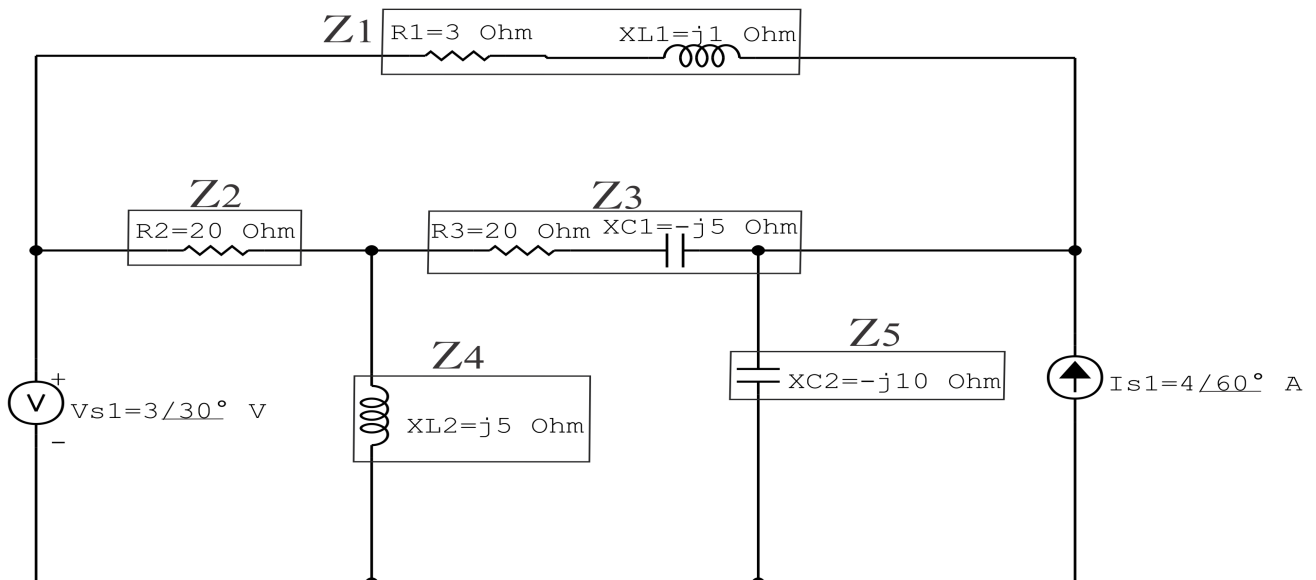 Z1
R1=3 Ohm
XL1=j1 Ohm
Z2
R2=20 Ohm
Z3
R3=20 Ohm
XC1=-j5 Ohm
Z4
XL2=j5 Ohm
Z5
XC2=-j10 Ohm
+
V
Vs1=3/30° V
−
Is1=4/60° A